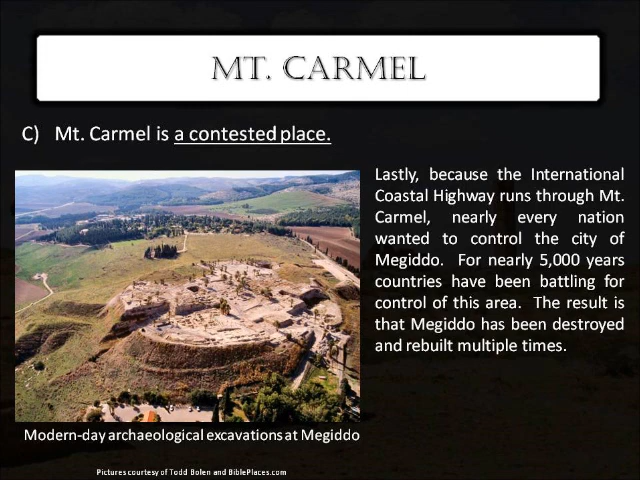 MT. CARMEL
C) Mt. Carmel is a contested place.
Lastly, because the International
Coastal Highway runs through Mt.
Carmel, nearly every nation
wanted to control the city of
Megiddo. For nearly 5,000 years
countries have been battling for
control of this area. The result is
that Megiddo has been destroyed
and rebuilt multiple times.
Modern-day archaeological excavations at Megiddo
Pictures courtesy of Todd Bolen and BiblePlaces.com